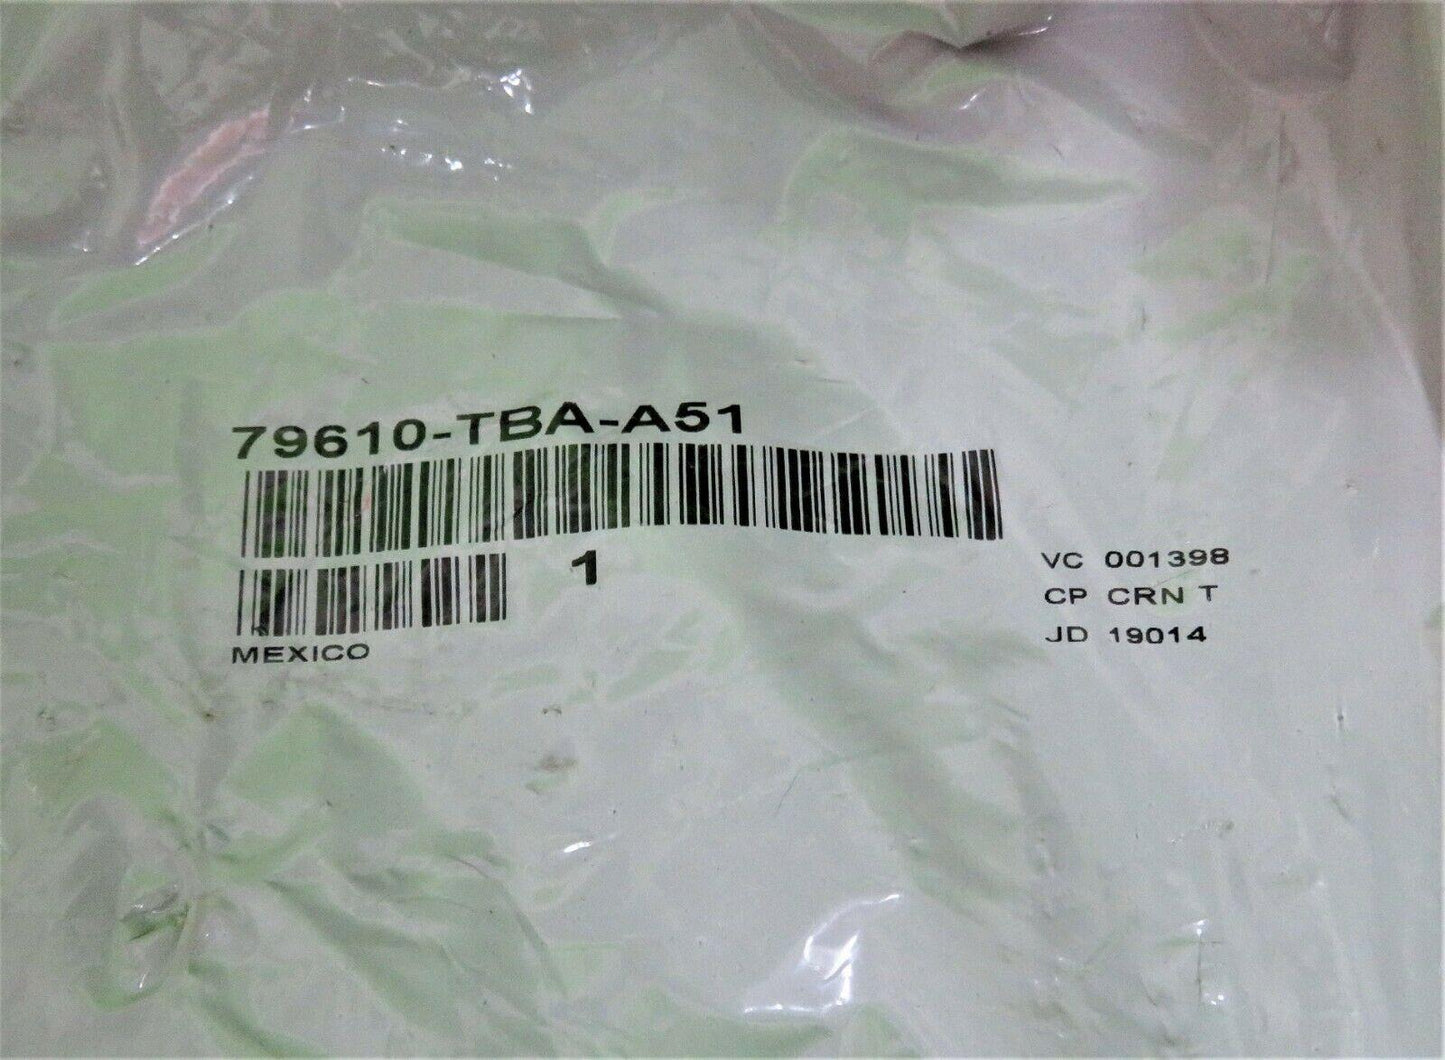 79610-TBA-A51
1
MEXICO
VC 001398
CP CRN T
JD 19014